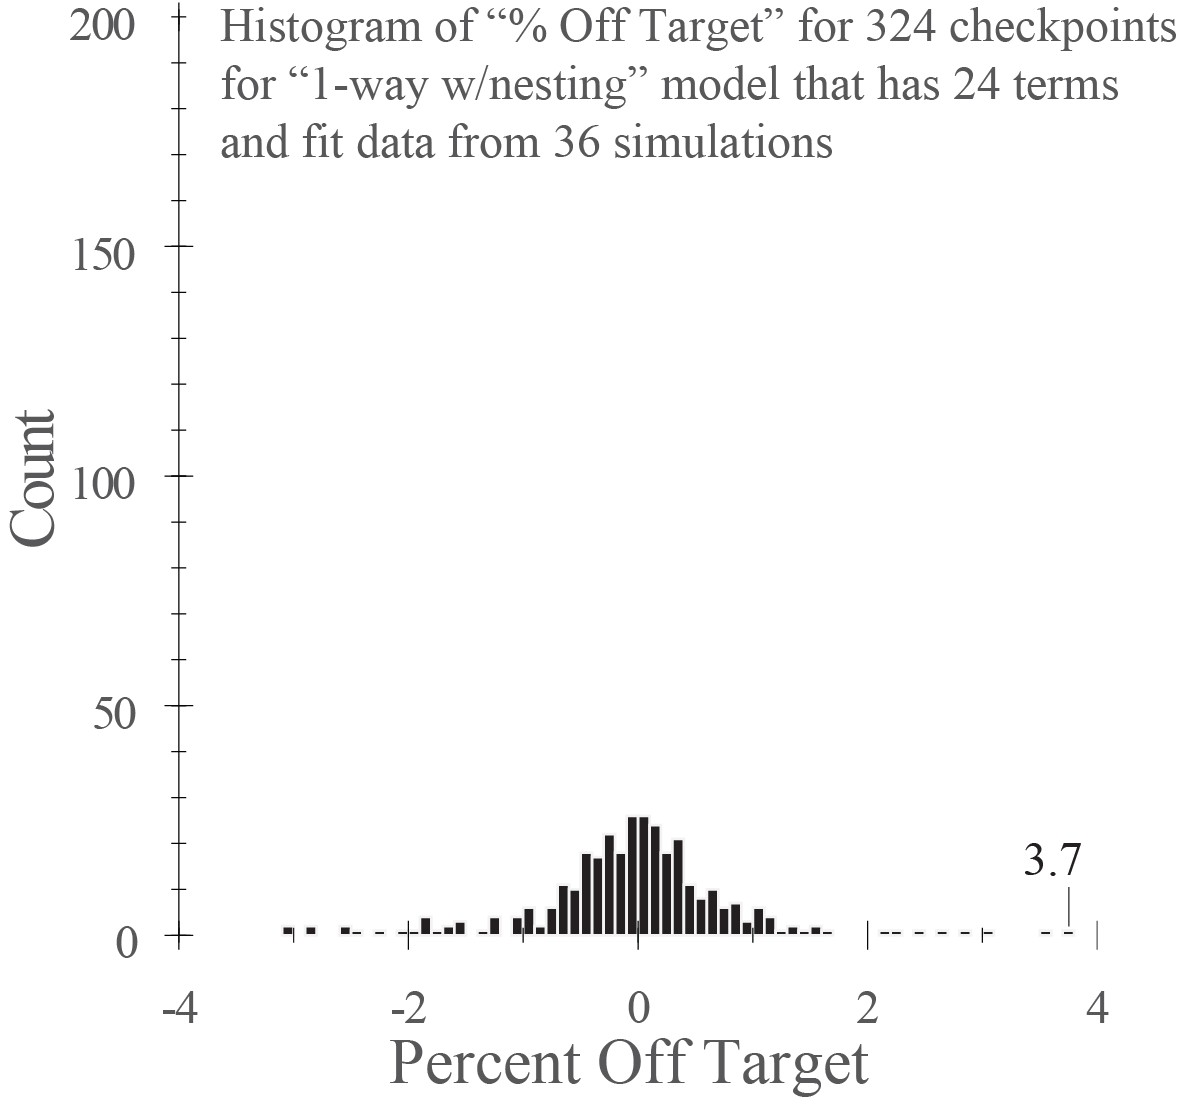 200
Histogram of “% Off Target” for 324 checkpoints
for “1-way w/nesting” model that has 24 terms
and fit data from 36 simulations
150
100
Count
50
3.7
0
-4 -2 0 2 4
Percent Off Target